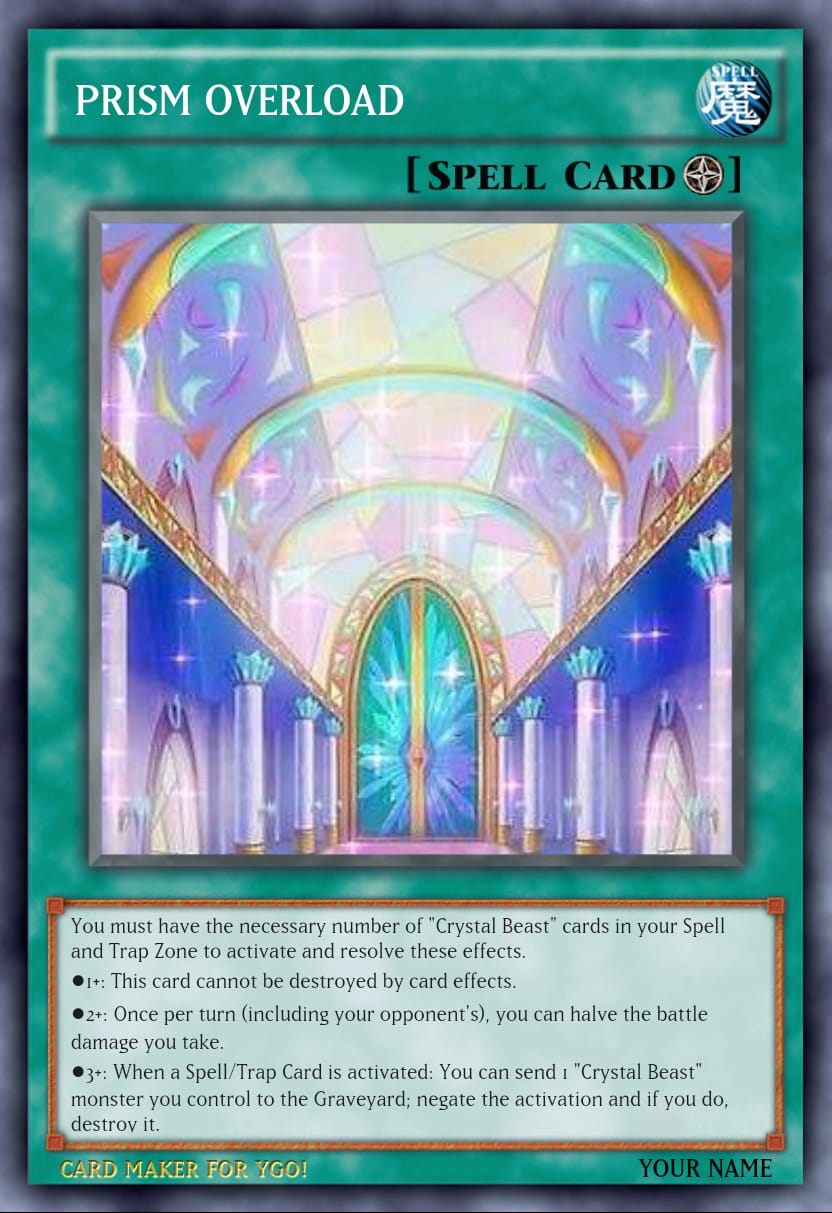 PRISM OVERLOAD
SPELL
魔
[SPELL CARD]
You must have the necessary number of "Crystal Beast" cards in your Spell
and Trap Zone to activate and resolve these effects.
●1+: This card cannot be destroyed by card effects.
●2+: Once per turn (including your opponent's), you can halve the battle
damage you take.
●3+: When a Spell/Trap Card is activated: You can send 1 "Crystal Beast"
monster you control to the Graveyard; negate the activation and if you do,
destroy it.
CARD MAKER FOR YGO!
YOUR NAME